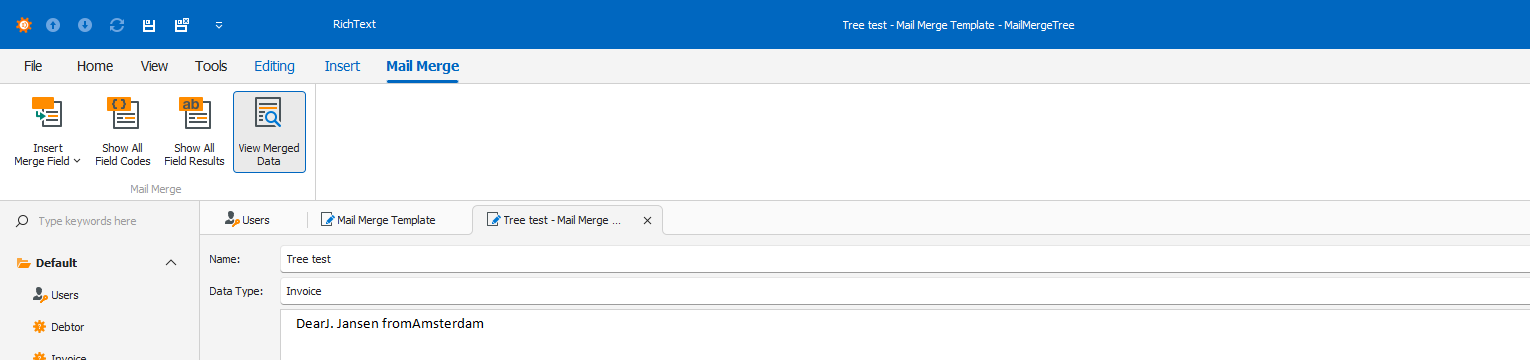 RichText
Tree test - Mail Merge Template - MailMergeTree
File Home View Tools Editing Insert Mail Merge
Insert
Merge Field
Show All
Field Codes
Show All
Field Results
View Merged
Data
Mail Merge
Type keywords here
Users
Mail Merge Template
Tree test - Mail Merge ...
Default
Users
Debtor
Invoice
Name: Tree test
Data Type: Invoice
DearJ. Jansen fromAmsterdam